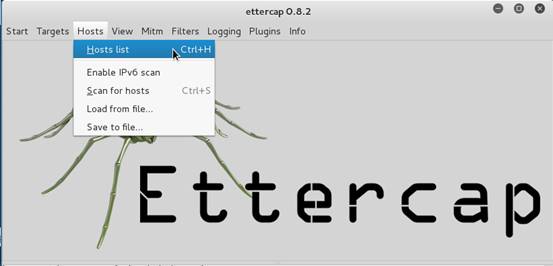 ettercap 0.8.2
Start Targets Hosts View Mitm Filters Logging Plugins Info
Hosts list Ctrl+H
Enable IPv6 scan
Scan for hosts Ctrl+S
Load from file...
Save to file...
Ettercap